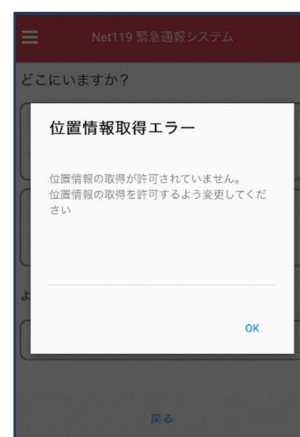 Net119 緊急通報システム
どこにいますか？
位置情報取得エラー
位置情報の取得が許可されていません。
位置情報の取得を許可するよう変更してくだ
さい
よ
OK
戻る